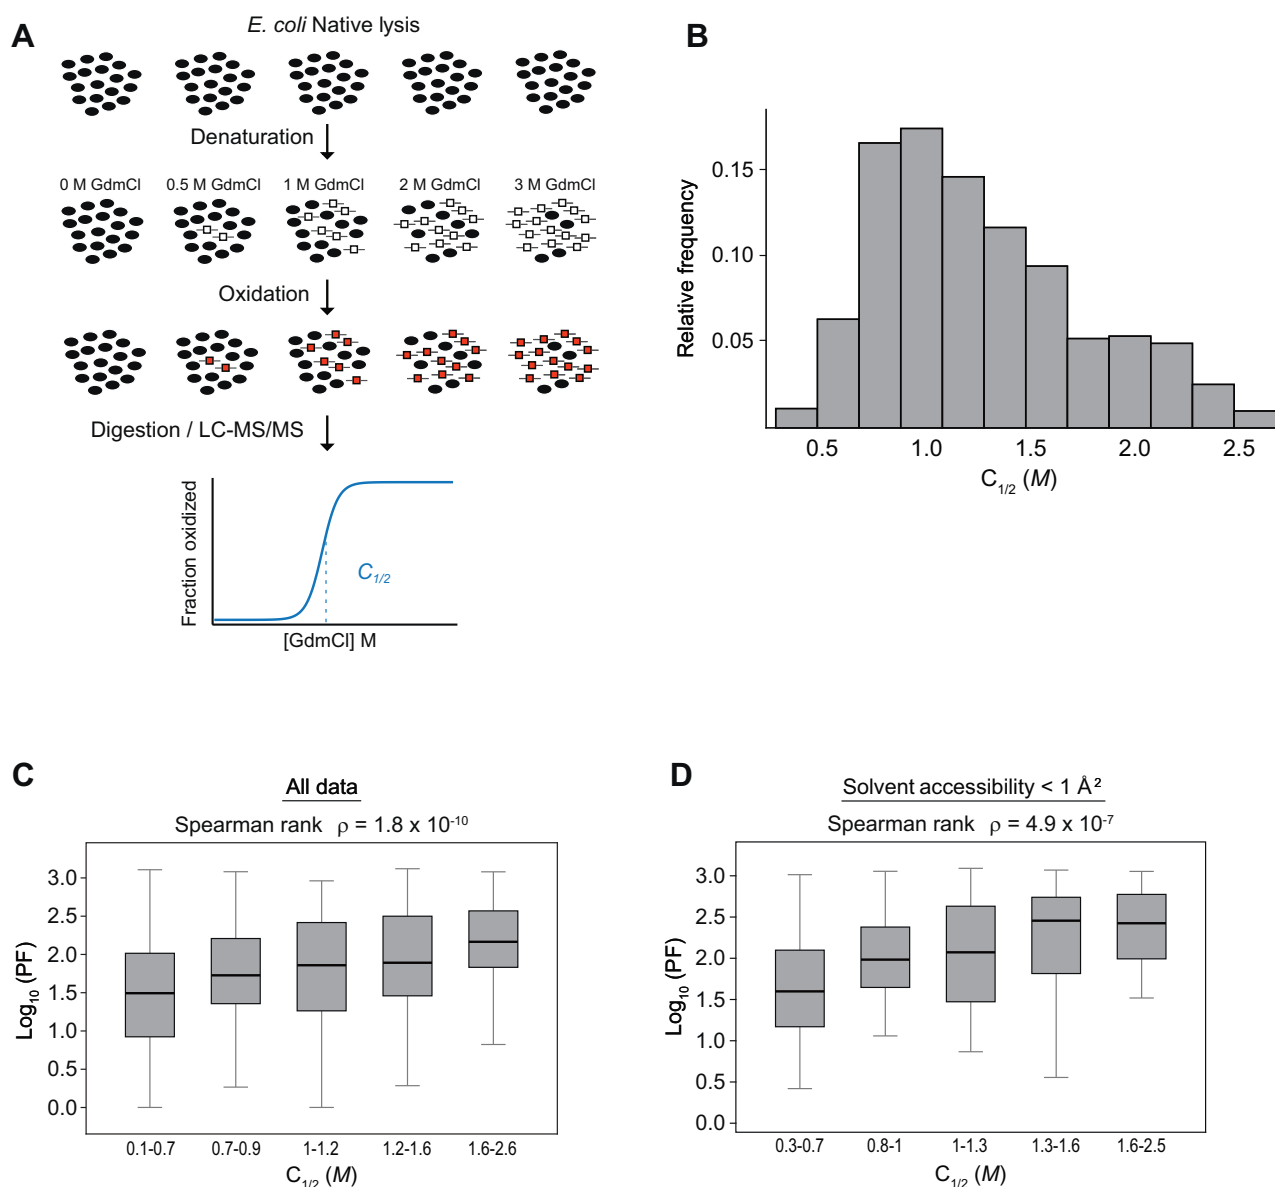 A
E. coli Native lysis
Denaturation
0 M GdmCl 0.5 M GdmCl 1 M GdmCl 2 M GdmCl 3 M GdmCl
Oxidation
Digestion / LC-MS/MS
Fraction oxidized
C1/2
[GdmCl] M
B
Relative frequency
0.15
0.10
0.05
0.5 1.0 1.5 2.0 2.5
C1/2 (M)
C
All data
Spearman rank ρ = 1.8 x 10⁻¹⁰
Log₁₀ (PF)
3.0
2.5
2.0
1.5
1.0
0.5
0.0
0.1-0.7 0.7-0.9 1-1.2 1.2-1.6 1.6-2.6
C1/2 (M)
D
Solvent accessibility < 1 Å²
Spearman rank ρ = 4.9 x 10⁻⁷
Log₁₀ (PF)
3.0
2.5
2.0
1.5
1.0
0.5
0.0
0.3-0.7 0.8-1 1-1.3 1.3-1.6 1.6-2.5
C1/2 (M)